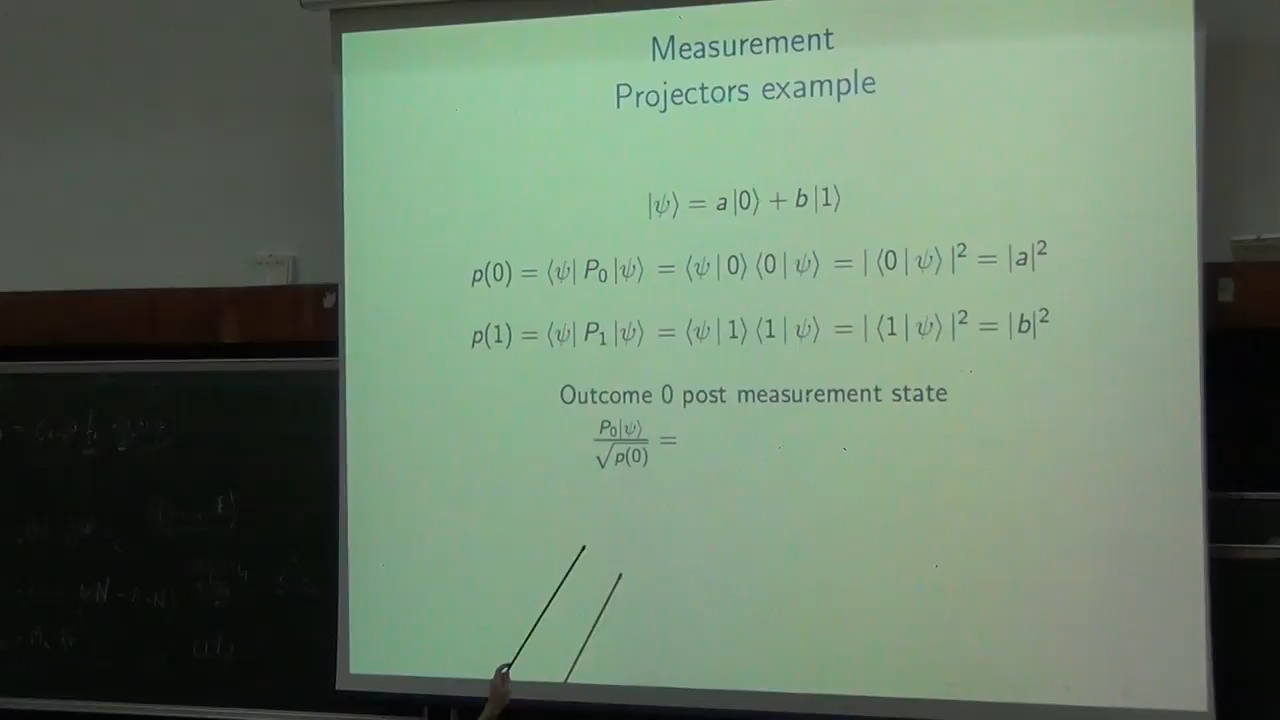 Measurement
Projectors example
|ψ⟩ = a|0⟩ + b|1⟩
p(0) = ⟨ψ| P₀ |ψ⟩ = ⟨ψ | 0⟩ ⟨0 | ψ⟩ = | ⟨0 | ψ⟩ |² = |a|²
p(1) = ⟨ψ| P₁ |ψ⟩ = ⟨ψ | 1⟩ ⟨1 | ψ⟩ = | ⟨1 | ψ⟩ |² = |b|²
Outcome 0 post measurement state
P₀|ψ⟩ / √p(0) =